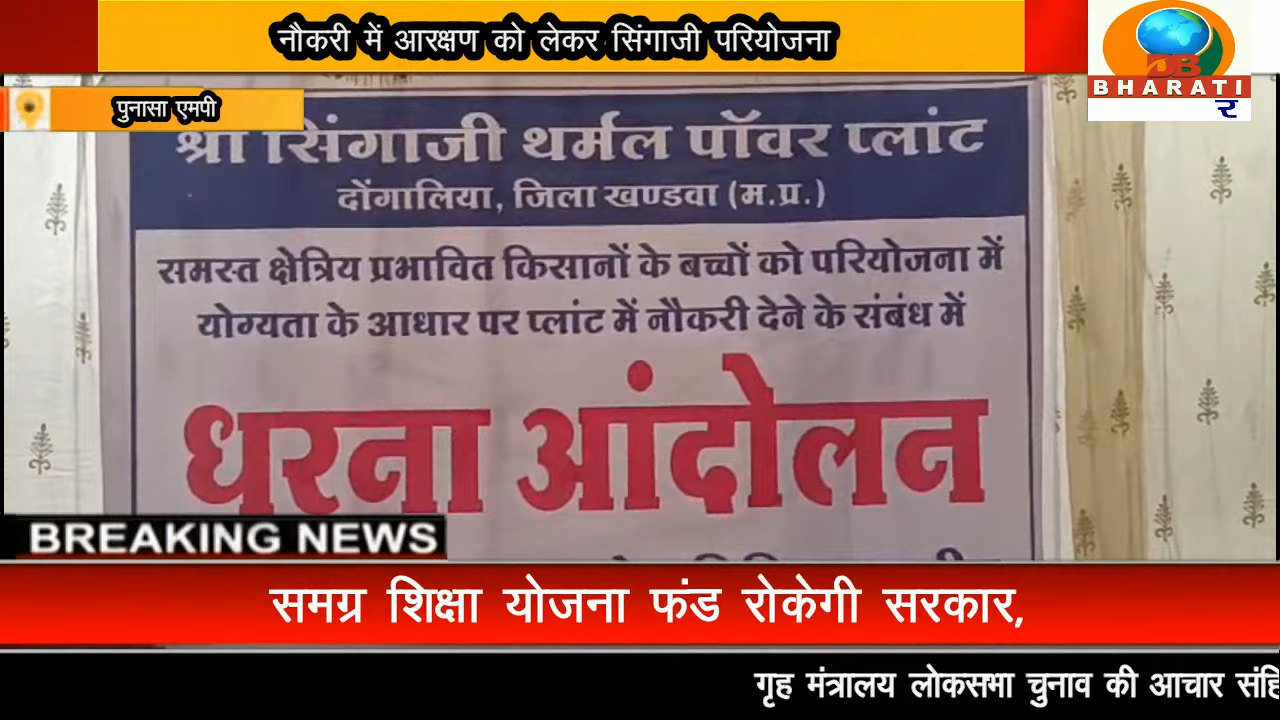 नौकरी में आरक्षण को लेकर सिंगाजी परियोजना
BHARATI
र
पुनासा एमपी
श्री सिंगाजी थर्मल पॉवर प्लांट
दोंगालिया, जिला खण्डवा (म.प्र.)
समस्त क्षेत्रिय प्रभावित किसानों के बच्चों को परियोजना में
योग्यता के आधार पर प्लांट में नौकरी देने के संबंध में
धरना आंदोलन
BREAKING NEWS
समग्र शिक्षा योजना फंड रोकेगी सरकार,
गृह मंत्रालय लोकसभा चुनाव की आचार